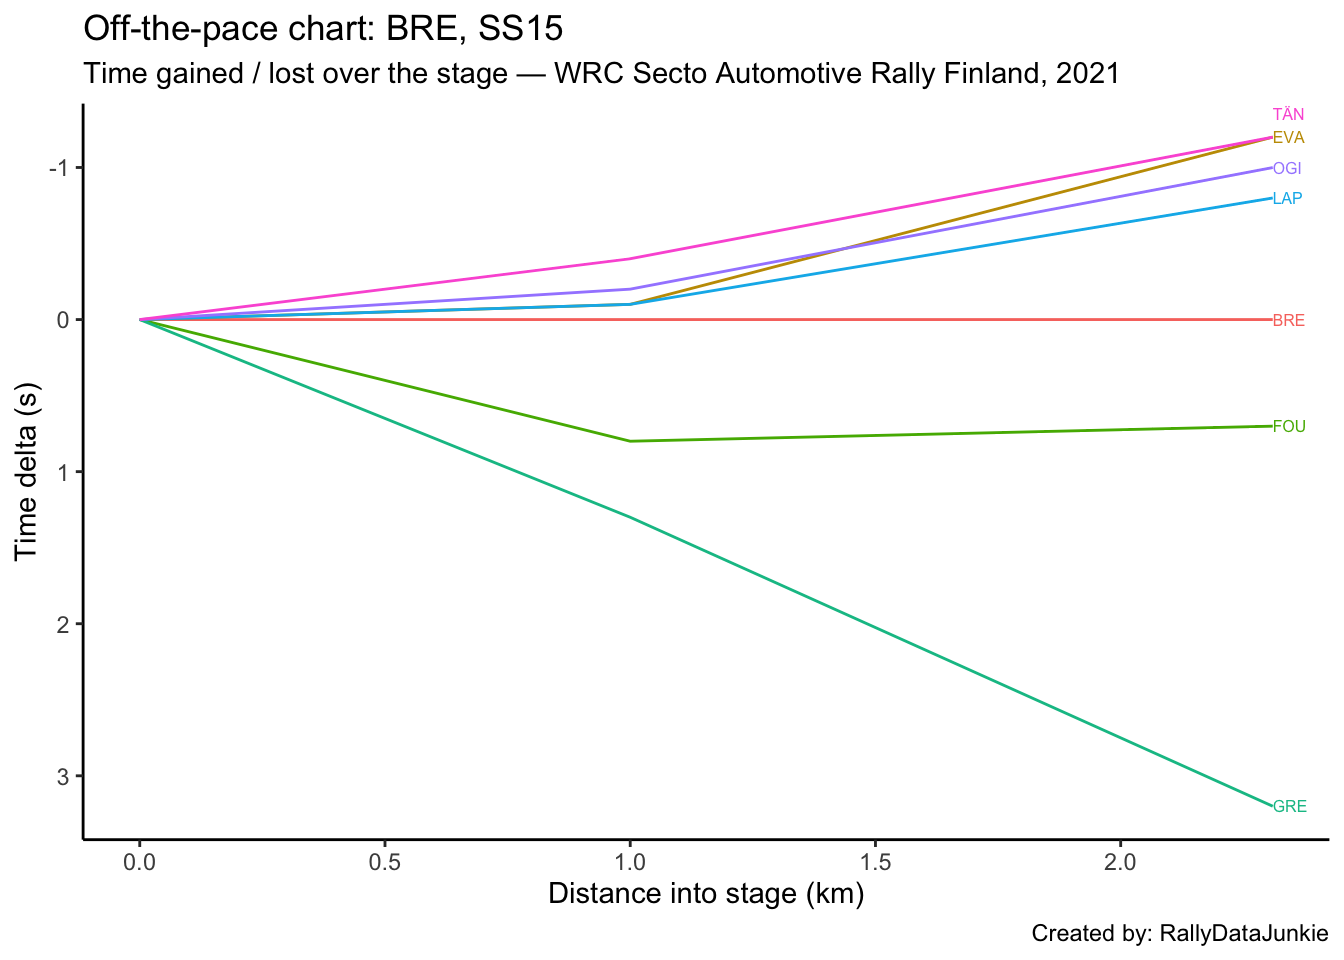 Off-the-pace chart: BRE, SS15
Time gained / lost over the stage — WRC Secto Automotive Rally Finland, 2021
TÄN
EVA
-1
OGI
LAP
0
BRE
Time delta (s)
FOU
1
2
3
GRE
0.0 0.5 1.0 1.5 2.0
Distance into stage (km)
Created by: RallyDataJunkie